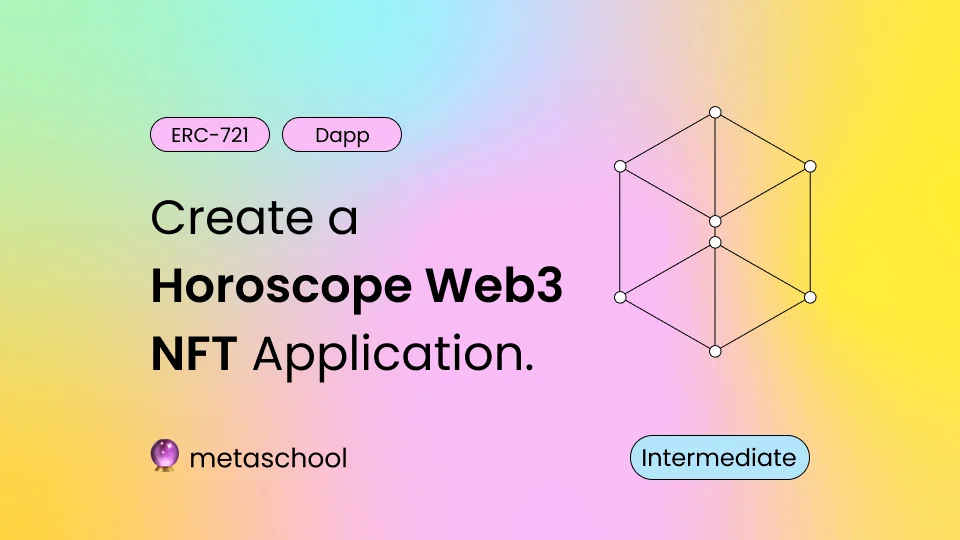 ERC-721 Dapp
Create a
Horoscope Web3
NFT Application.
metaschool
Intermediate